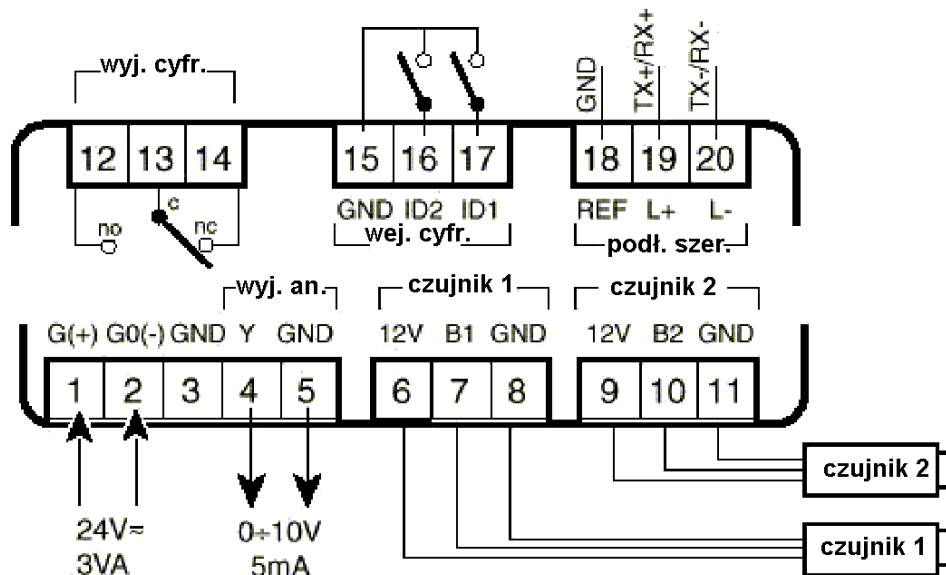 wyj. cyfr.
GND TX+/RX+ TX-/RX-
12 13 14 15 16 17 18 19 20
no c nc
GND ID2 ID1 REF L+ L-
wej. cyfr. podł. szer.
wyj. an. czujnik 1 czujnik 2
G(+) G0(-) GND Y GND 12V B1 GND 12V B2 GND
1 2 3 4 5 6 7 8 9 10 11
czujnik 2
24V≂ 0÷10V czujnik 1
3VA 5mA